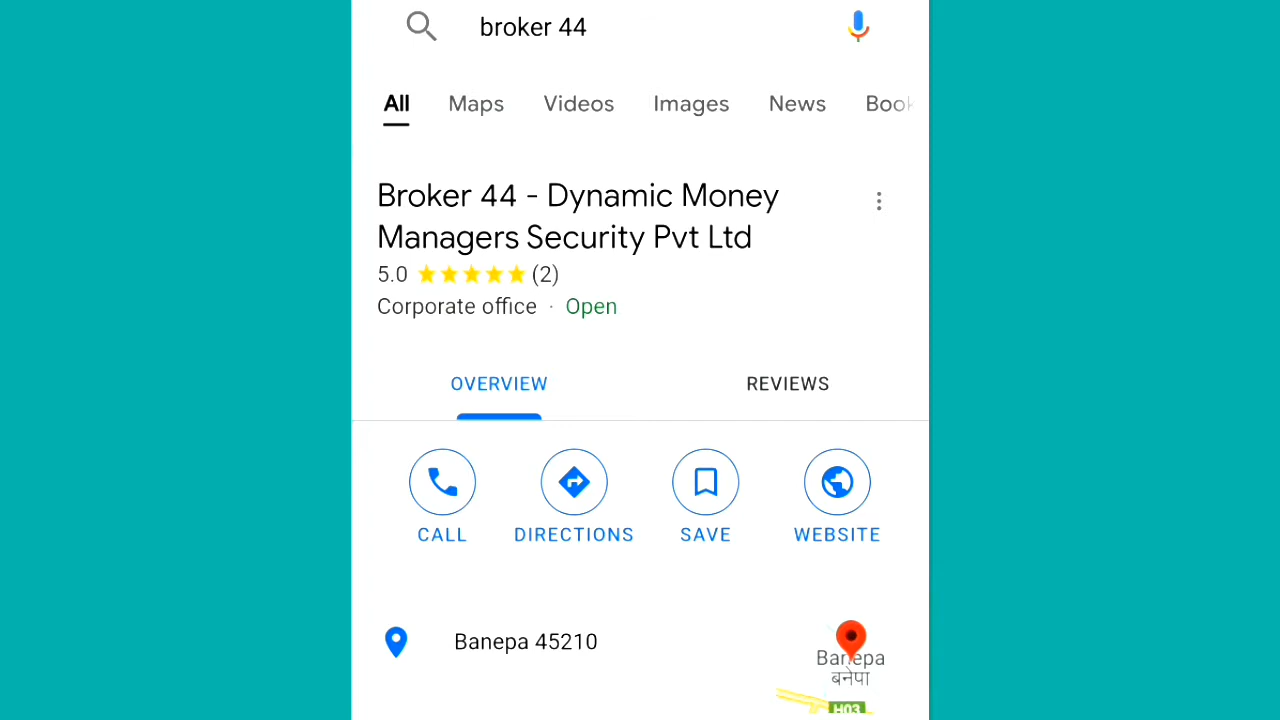 broker 44
All Maps Videos Images News Book
Broker 44 - Dynamic Money
Managers Security Pvt Ltd
5.0 (2)
Corporate office · Open
OVERVIEW REVIEWS
CALL DIRECTIONS SAVE WEBSITE
Banepa 45210
Banepa
बनेपा
H03